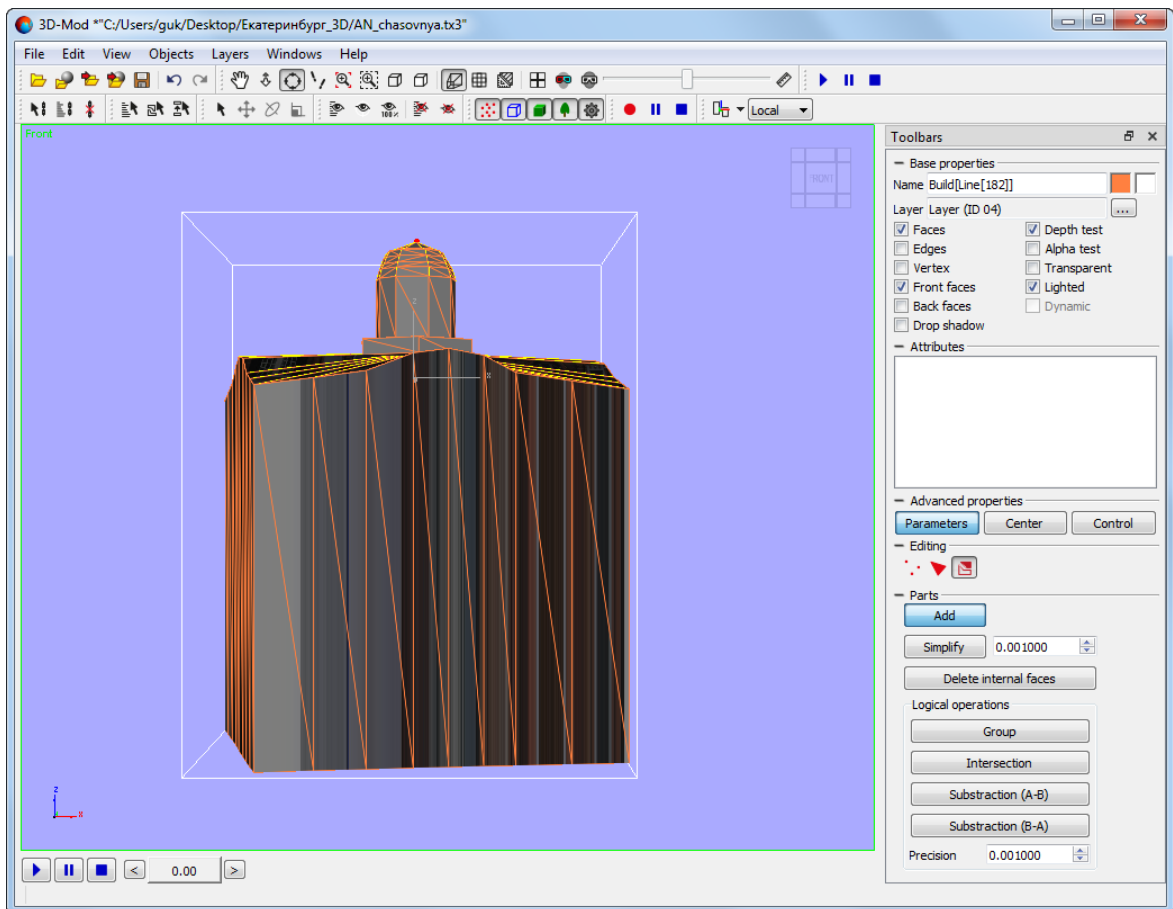 3D-Mod *"C:/Users/guk/Desktop/Екатеринбург_3D/AN_chasovnya.tx3"
File Edit View Objects Layers Windows Help
100%
Local
Front
FRONT
z
x
z
x
0.00
Toolbars
Base properties
Name Build[Line[182]]
Layer Layer (ID 04) ...
Faces Depth test
Edges Alpha test
Vertex Transparent
Front faces Lighted
Back faces Dynamic
Drop shadow
Attributes
Advanced properties
Parameters Center Control
Editing
Parts
Add
Simplify 0.001000
Delete internal faces
Logical operations
Group
Intersection
Substraction (A-B)
Substraction (B-A)
Precision 0.001000